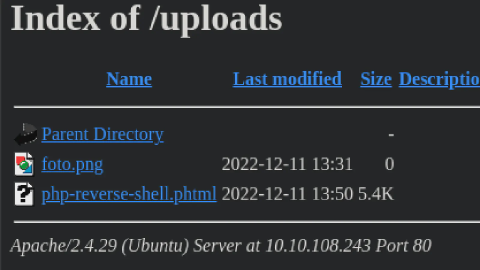 Index of /uploads
Name Last modified Size Descriptio
Parent Directory -
foto.png 2022-12-11 13:31 0
php-reverse-shell.phtml 2022-12-11 13:50 5.4K
Apache/2.4.29 (Ubuntu) Server at 10.10.108.243 Port 80